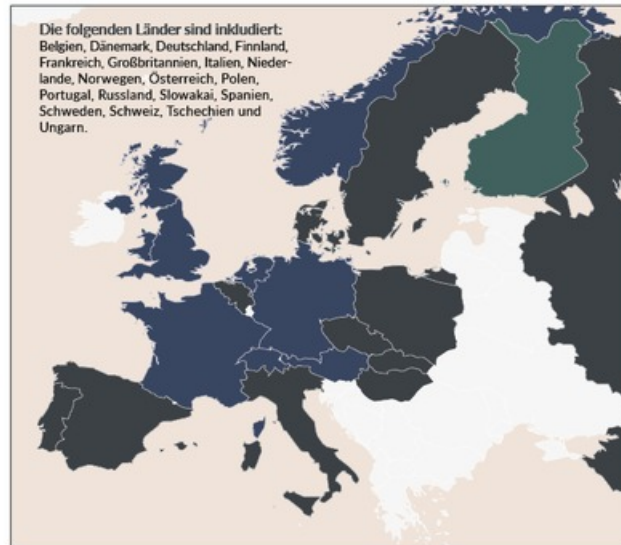 Die folgenden Länder sind inkludiert:
Belgien, Dänemark, Deutschland, Finnland,
Frankreich, Großbritannien, Italien, Nieder-
lande, Norwegen, Österreich, Polen,
Portugal, Russland, Slowakai, Spanien,
Schweden, Schweiz, Tschechien und
Ungarn.